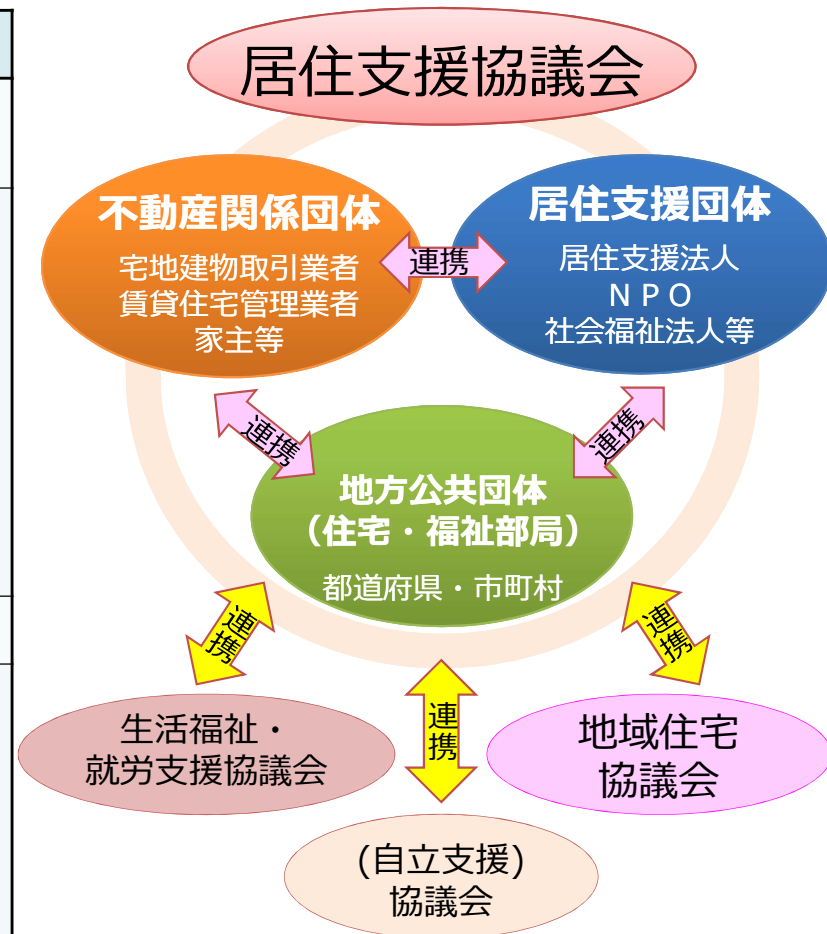 居住支援協議会
不動産関係団体
宅地建物取引業者
賃貸住宅管理業者
家主等
連携
居住支援団体
居住支援法人
ＮＰＯ
社会福祉法人等
連携
連携
地方公共団体
（住宅・福祉部局）
都道府県・市町村
連携
連携
連携
生活福祉・
就労支援協議会
地域住宅
協議会
(自立支援)
協議会